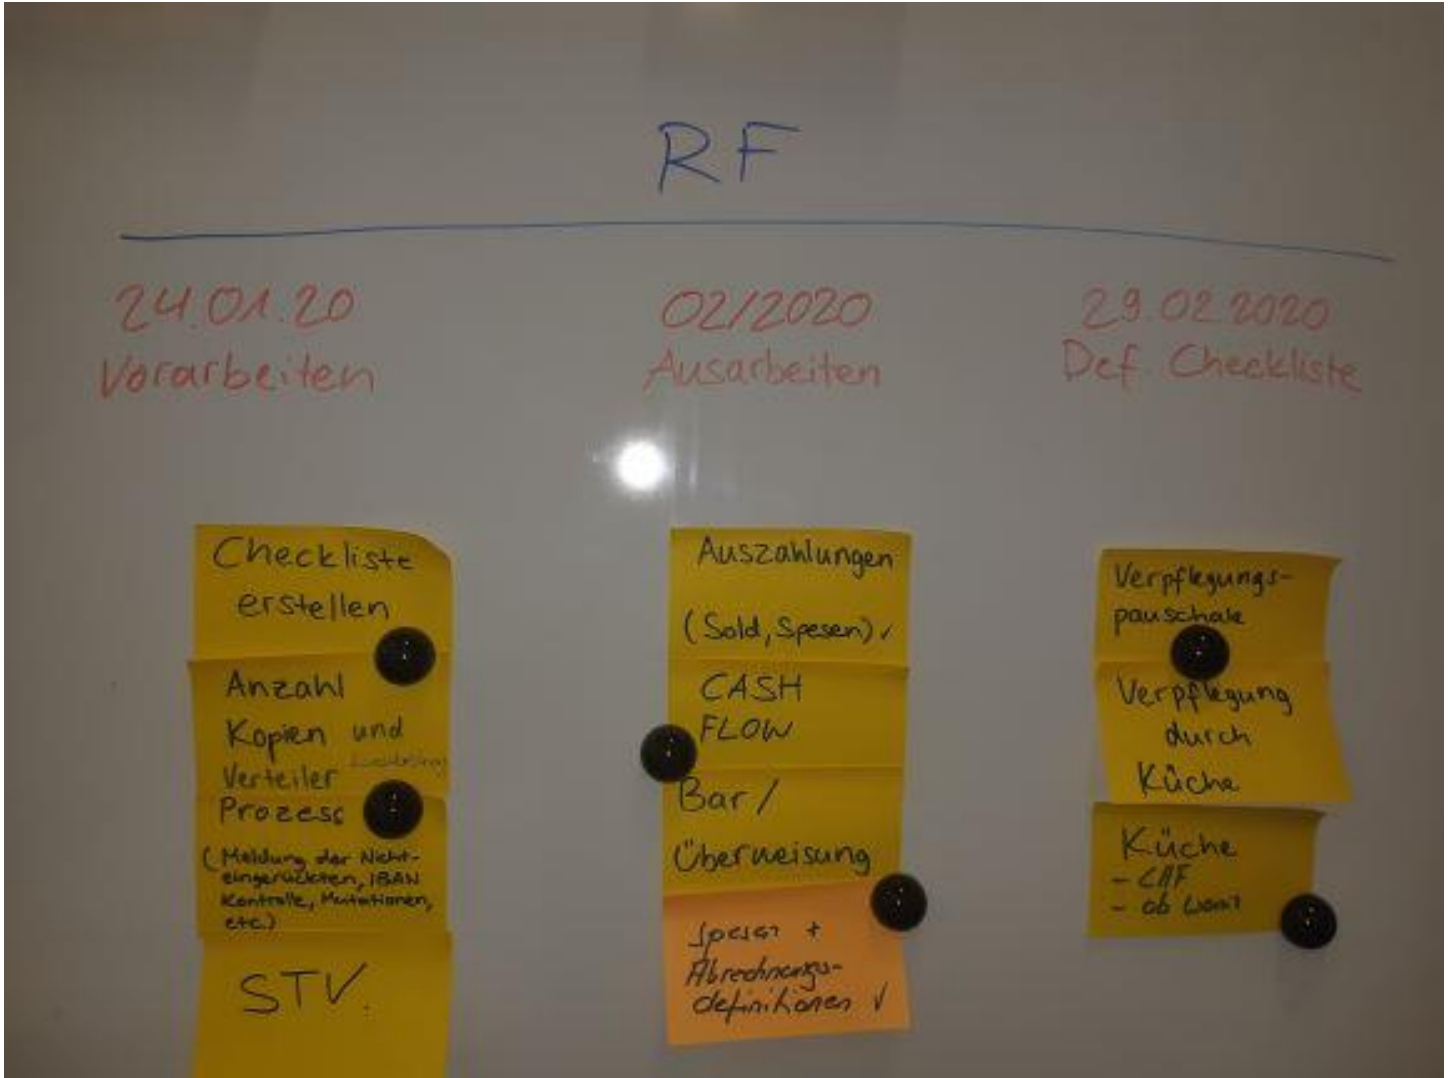 RF
24.01.20
Vorarbeiten
Checkliste
erstellen
Anzahl
Kopien und
Verteiler
Prozess
(Meldung der Nicht-
eingerückten, IBAN
Kontrolle, Mutationen,
etc.)
STV.
02/2020
Ausarbeiten
Auszahlungen
(Sold, Spesen) ✓
CASH
FLOW
Bar/
Überweisung
Spesen +
Abrechnungs-
definitionen ✓
29.02.2020
Def. Checkliste
Verpflegungs-
pauschale
Verpflegung
durch
Küche
Küche
- CHF
- ob